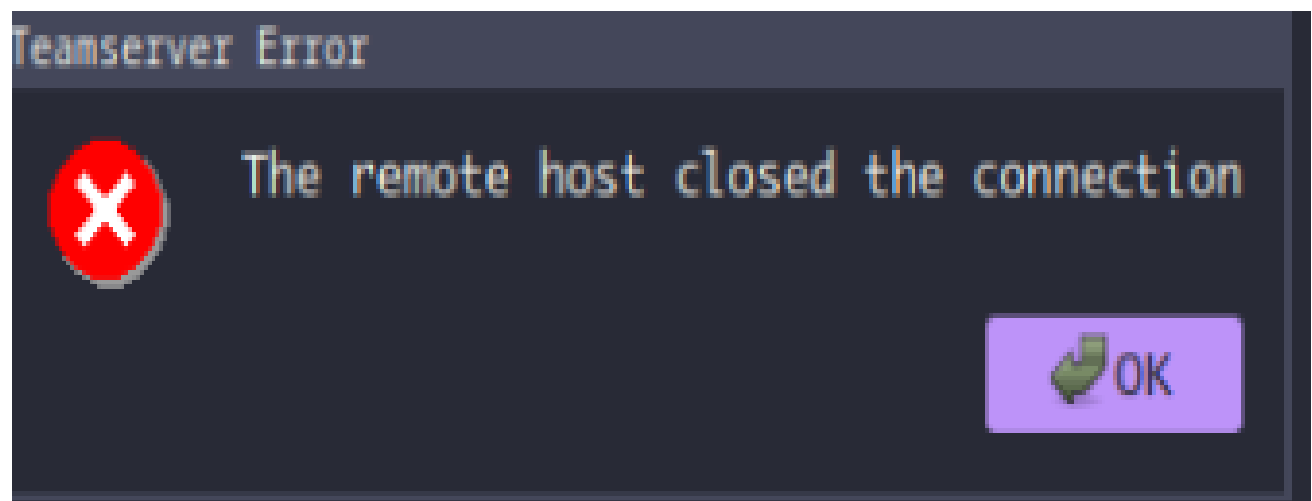 Teamserver Error
The remote host closed the connection
OK